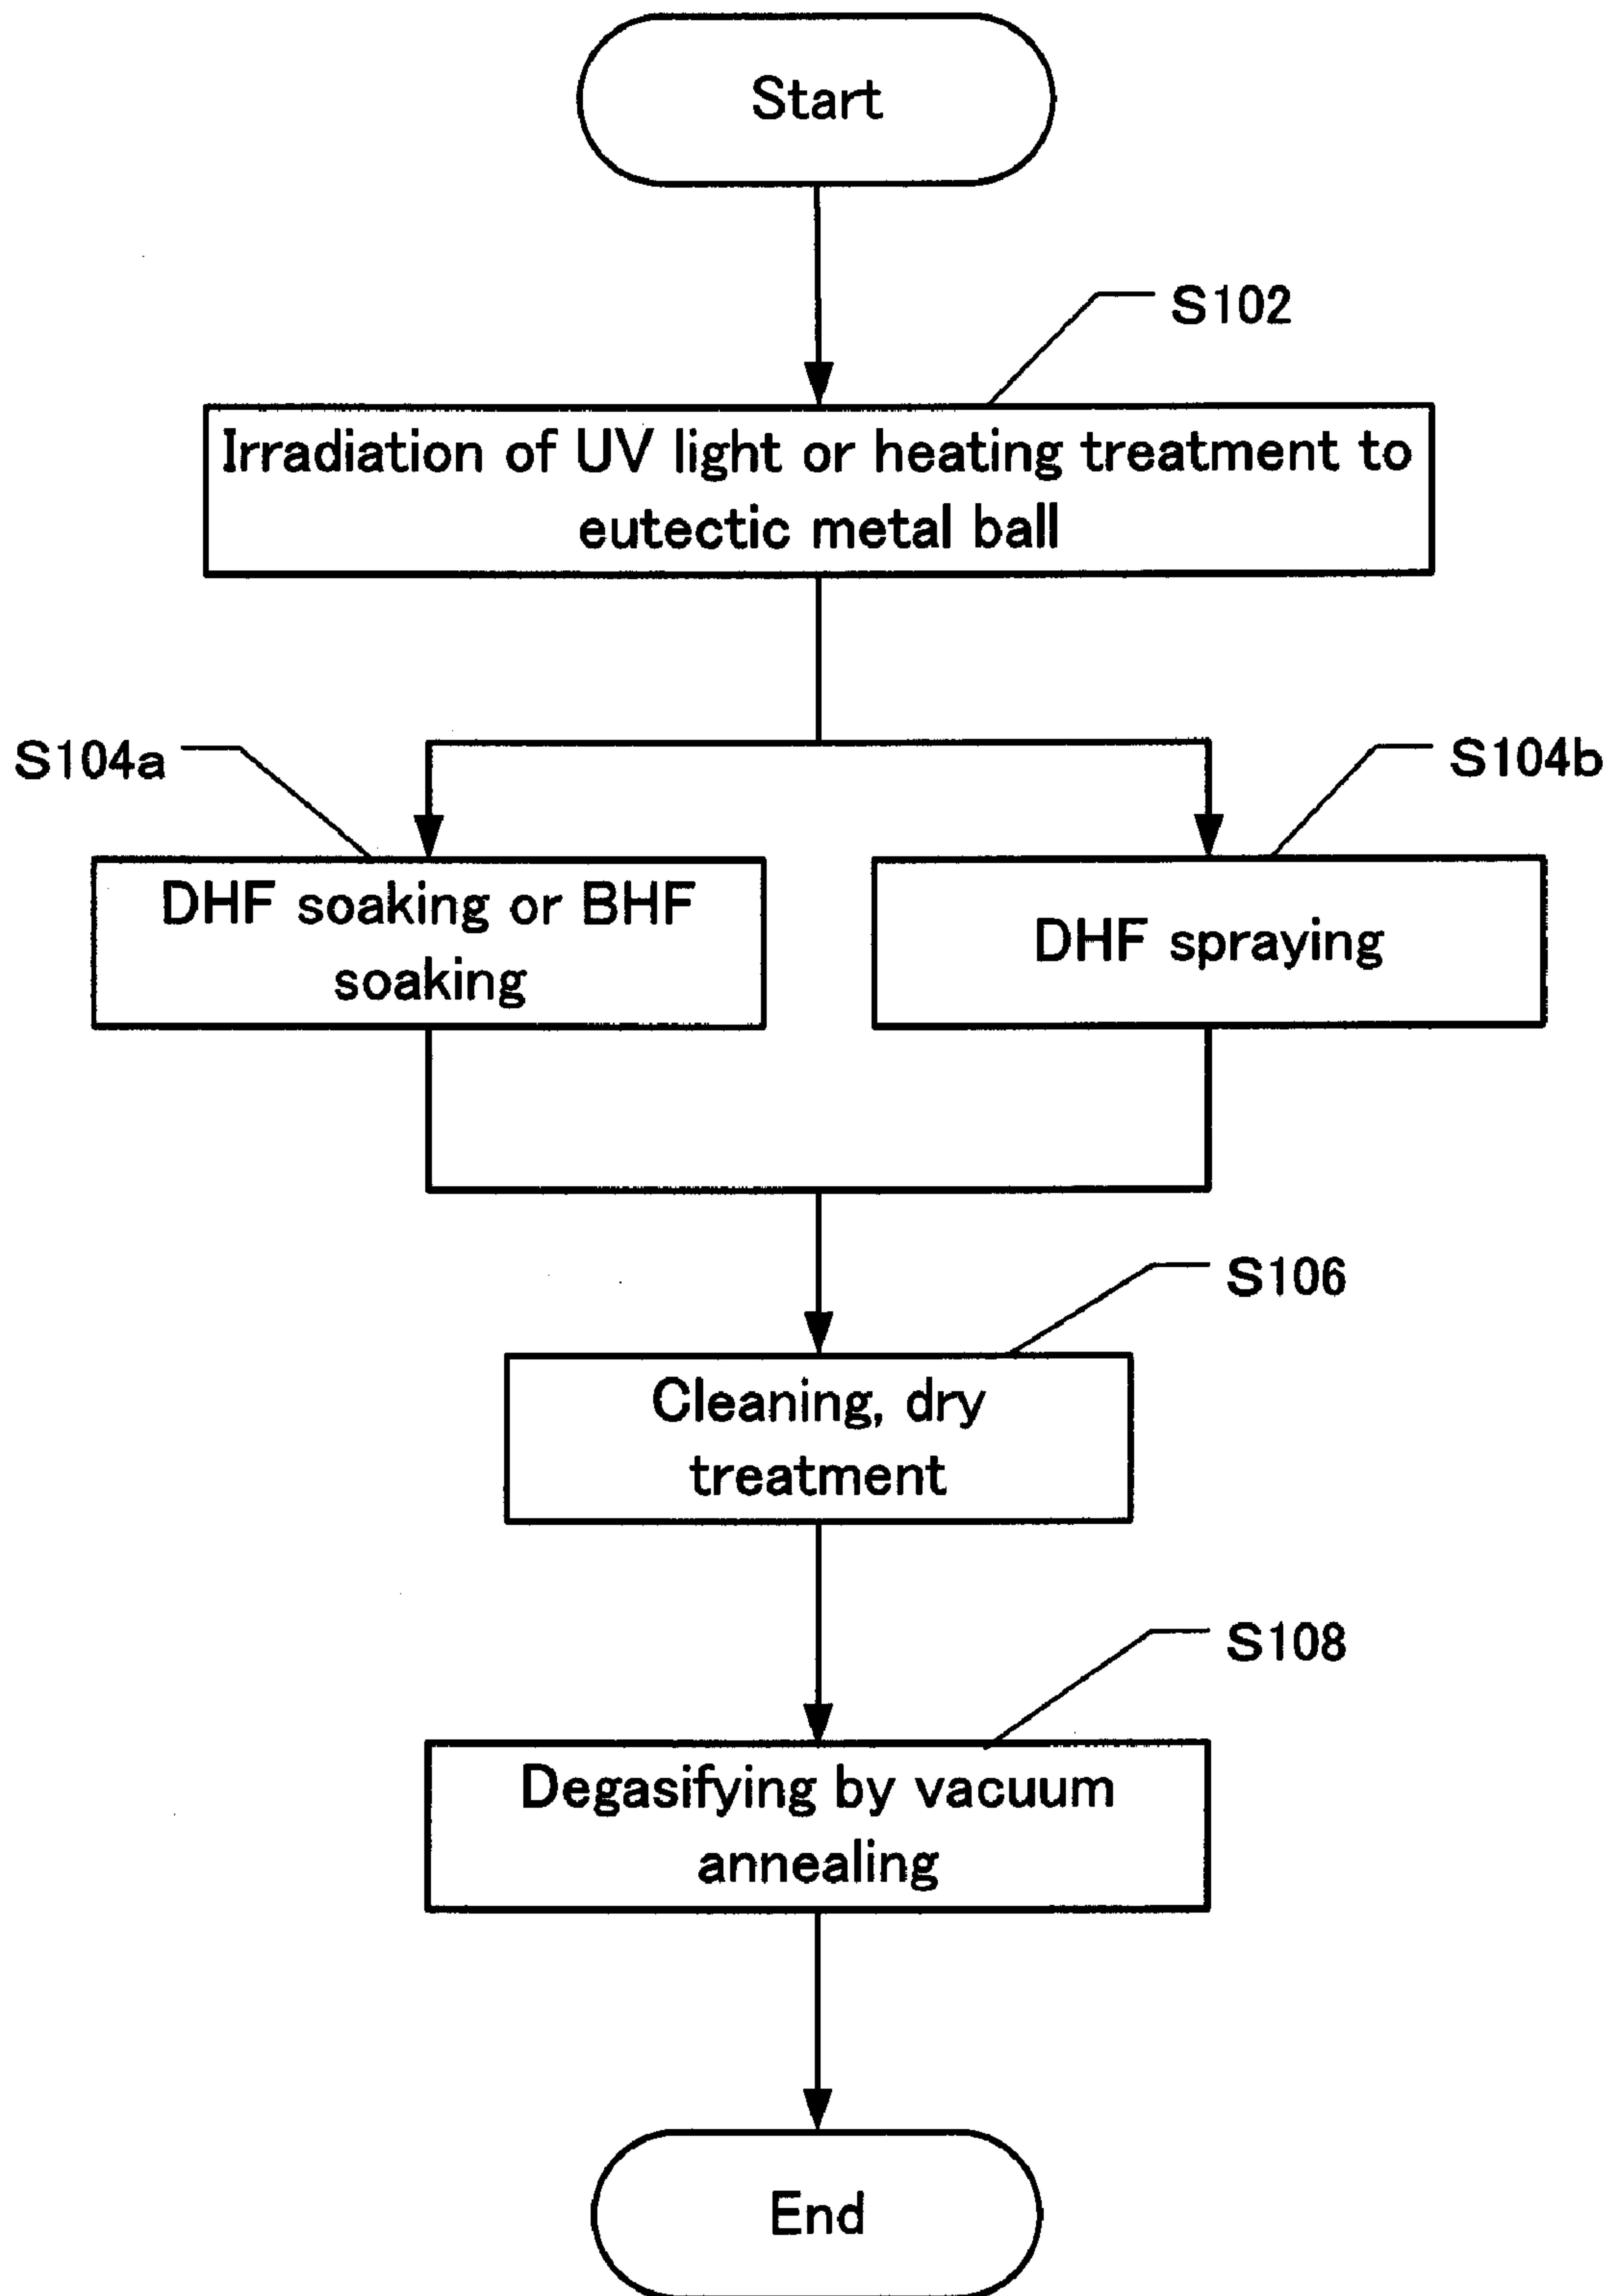 Start
S102
Irradiation of UV light or heating treatment to
eutectic metal ball
S104a
S104b
DHF soaking or BHF
soaking
DHF spraying
S106
Cleaning, dry
treatment
S108
Degasifying by vacuum
annealing
End